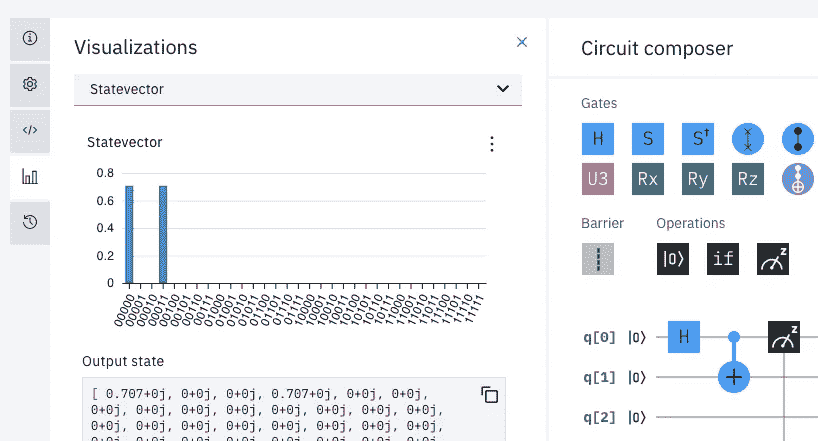 Visualizations
Statevector
Statevector
0.8
0.6
0.4
0.2
0
00000
00001
00010
00011
00100
00101
00110
00111
01000
01001
01010
01011
01100
01101
01110
01111
10000
10001
10010
10011
10100
10101
10110
10111
11000
11001
11010
11011
11100
11101
11110
11111
Output state
[ 0.707+0j, 0+0j, 0+0j, 0.707+0j, 0+0j, 0+0j,
0+0j, 0+0j, 0+0j, 0+0j, 0+0j, 0+0j, 0+0j,
0+0j, 0+0j, 0+0j, 0+0j, 0+0j, 0+0j, 0+0j,
Circuit composer
Gates
H S S†
U3 Rx Ry Rz
Barrier Operations
|0⟩ if z
q[0] |0⟩ H z
q[1] |0⟩ +
q[2] |0⟩